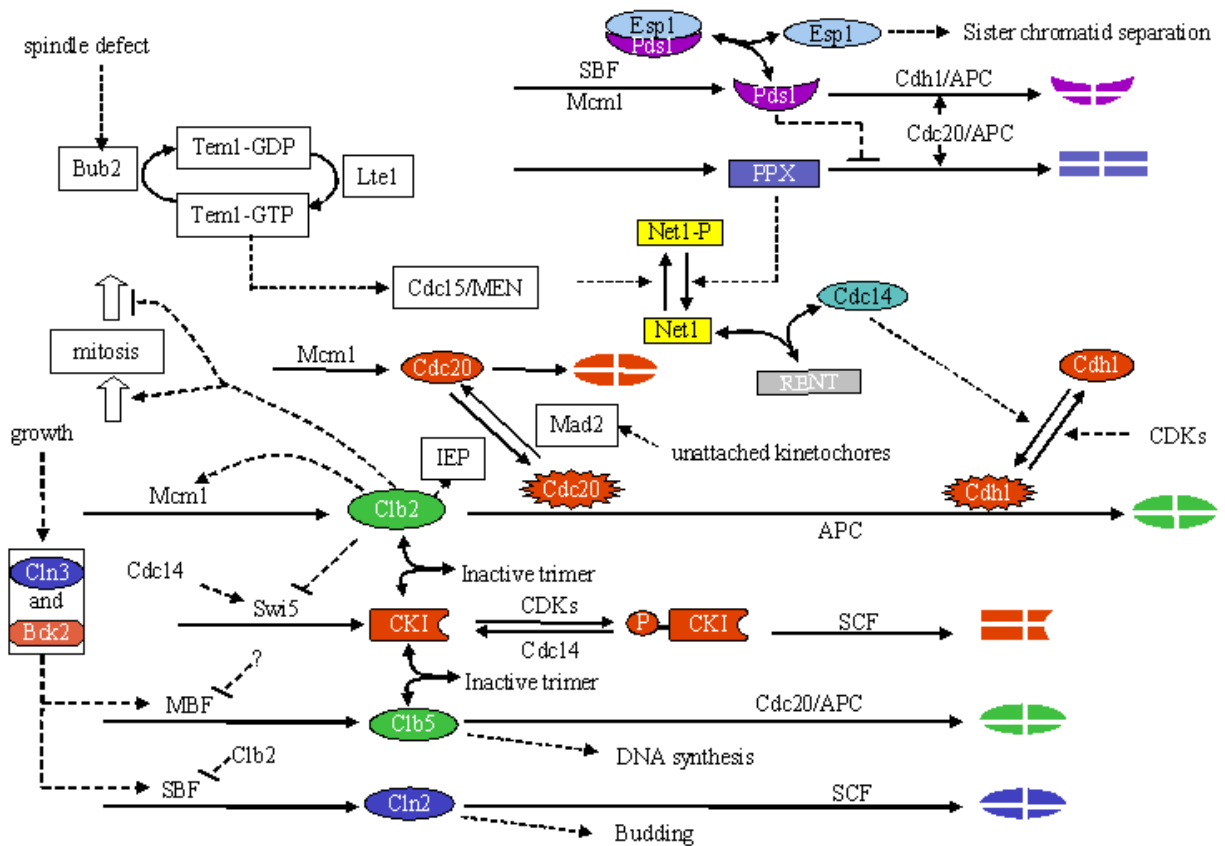 Esp1
Pds1
Esp1
Sister chromatid separation
spindle defect
SBF
Mcm1
Pds1
Cdh1/APC
Cdc20/APC
Bub2
Tem1-GDP
Lte1
Tem1-GTP
PPX
Net1-P
Cdc15/MEN
Cdc14
Net1
mitosis
Mcm1
Cdc20
RENT
Cdh1
growth
Mad2
unattached kinetochores
CDKs
IEP
Mcm1
Clb2
Cdc20
Cdh1
APC
Cln3
and
Bck2
Cdc14
Inactive trimer
Swi5
CKI
CDKs
Cdc14
P
CKI
SCF
?
Inactive trimer
MBF
Clb5
Cdc20/APC
DNA synthesis
Clb2
SBF
Cln2
SCF
Budding